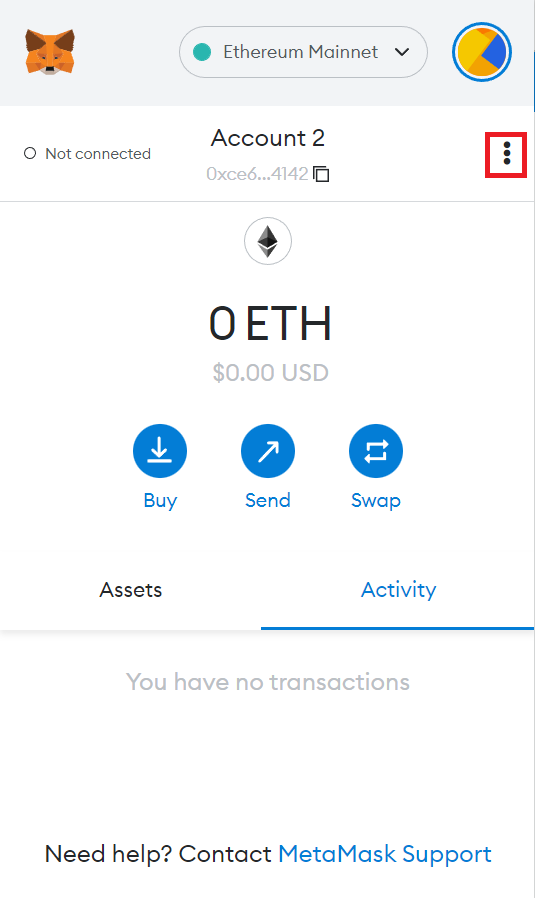 Ethereum Mainnet
Account 2
Not connected
0xce6...4142
0 ETH
$0.00 USD
Buy
Send
Swap
Assets
Activity
You have no transactions
Need help? Contact MetaMask Support